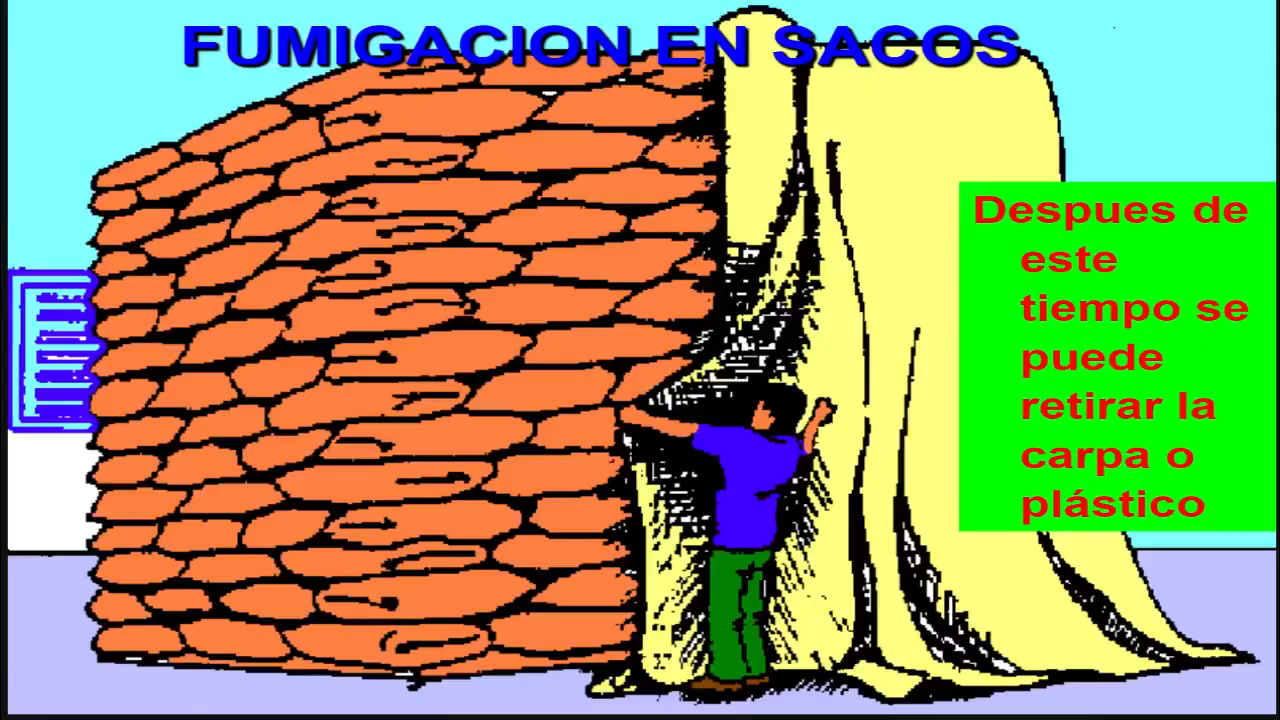 FUMIGACION EN SACOS
Despues de
este
tiempo se
puede
retirar la
carpa o
plástico